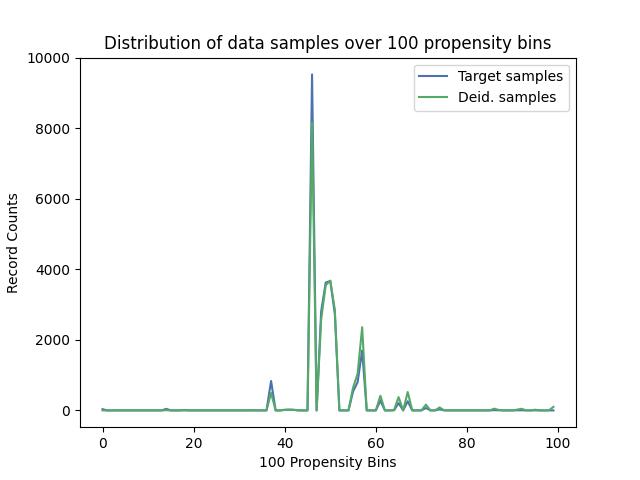 Distribution of data samples over 100 propensity bins
10000
8000
6000
4000
2000
0
Record Counts
Target samples
Deid. samples
0 20 40 60 80 100
100 Propensity Bins